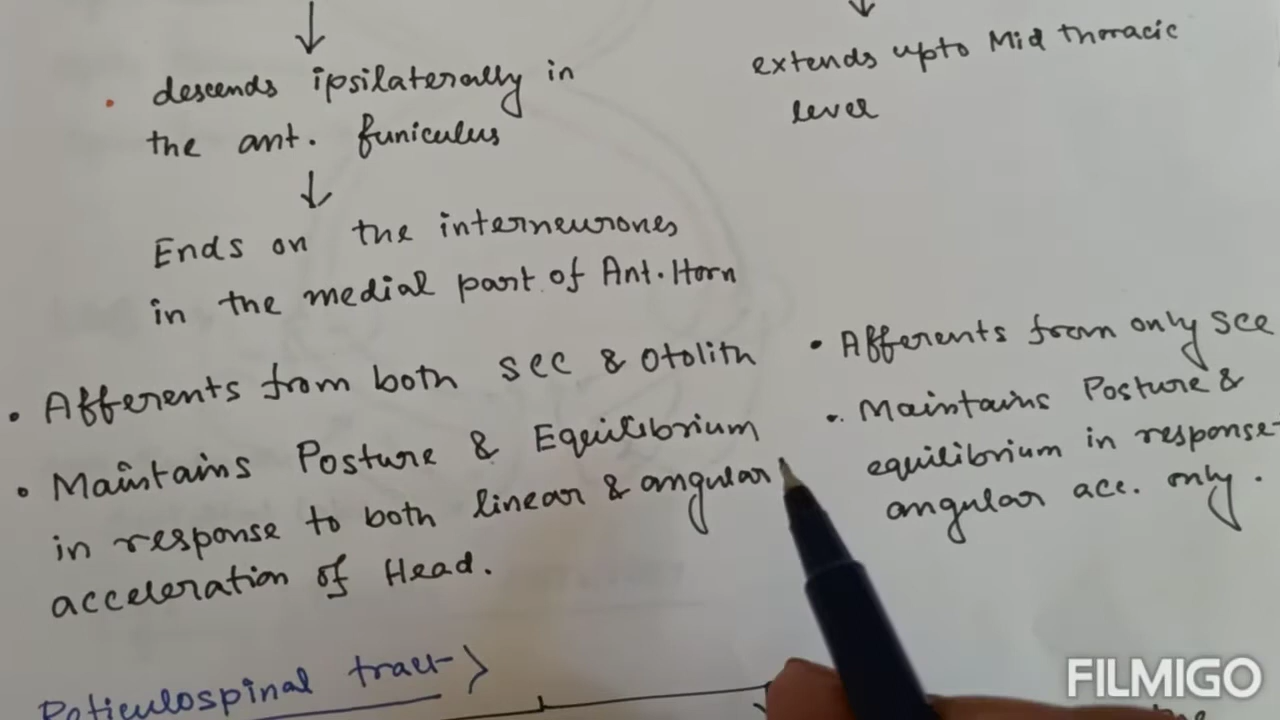 descends ipsilaterally in
the ant. funiculus
Ends on the interneurones
in the medial part of Ant. Horn
• Afferents from both SCC & Otolith
• Maintains Posture & Equilibrium
in response to both linear & angular
acceleration of Head.
extends upto Mid thoracic
level
• Afferents from only SCC
• Maintains Posture &
equilibrium in response
angular acc. only.
Reticulospinal tract
FILMIGO